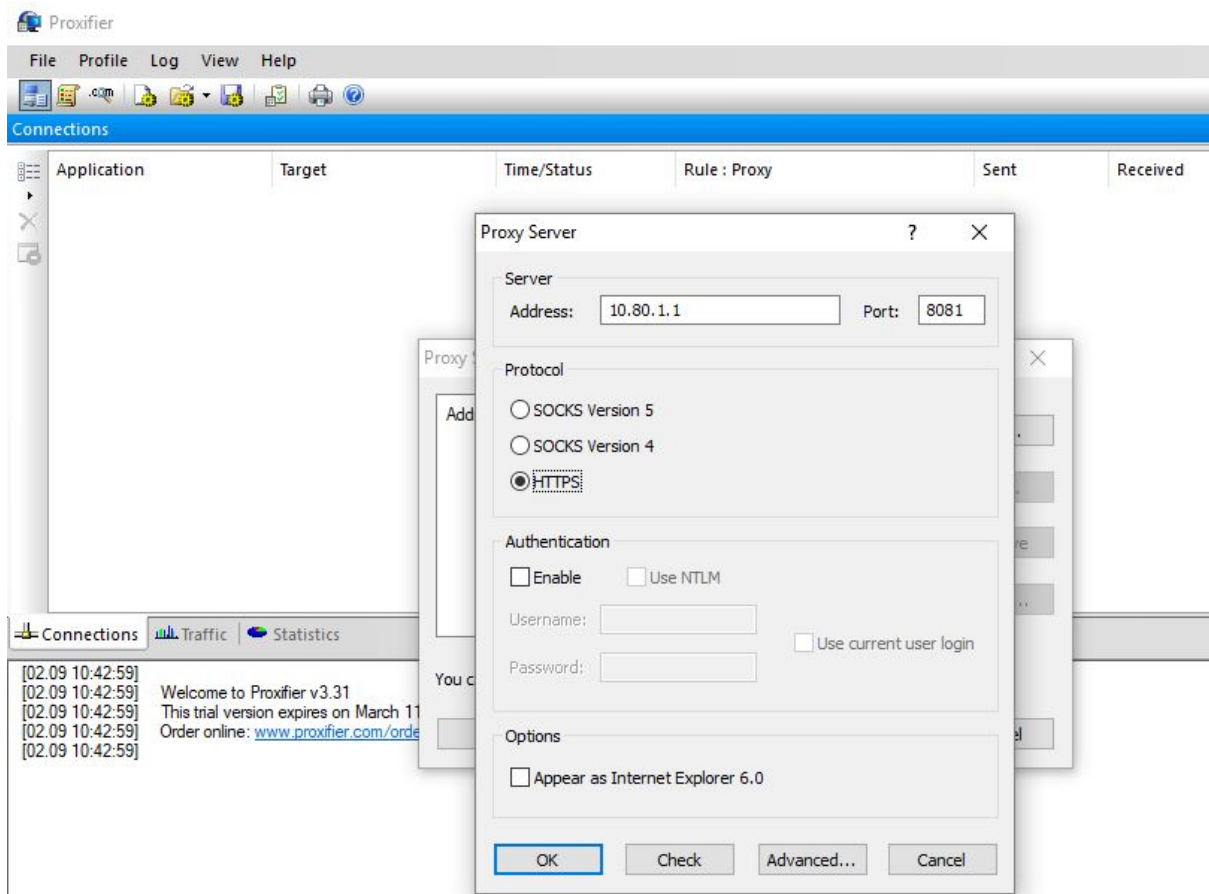 Proxifier
File Profile Log View Help
Connections
Application Target Time/Status Rule : Proxy Sent Received
Proxy Server ? X
Server
Address: 10.80.1.1 Port: 8081
Proxy
Protocol
SOCKS Version 5
Add
SOCKS Version 4
HTTPS
Authentication
Enable Use NTLM
Username:
Use current user login
Password:
You c
Options
Appear as Internet Explorer 6.0
OK Check Advanced... Cancel
Connections Traffic Statistics
[02.09 10:42:59]
[02.09 10:42:59] Welcome to Proxifier v3.31
[02.09 10:42:59] This trial version expires on March 11
[02.09 10:42:59] Order online: www.proxifier.com/orde
[02.09 10:42:59]